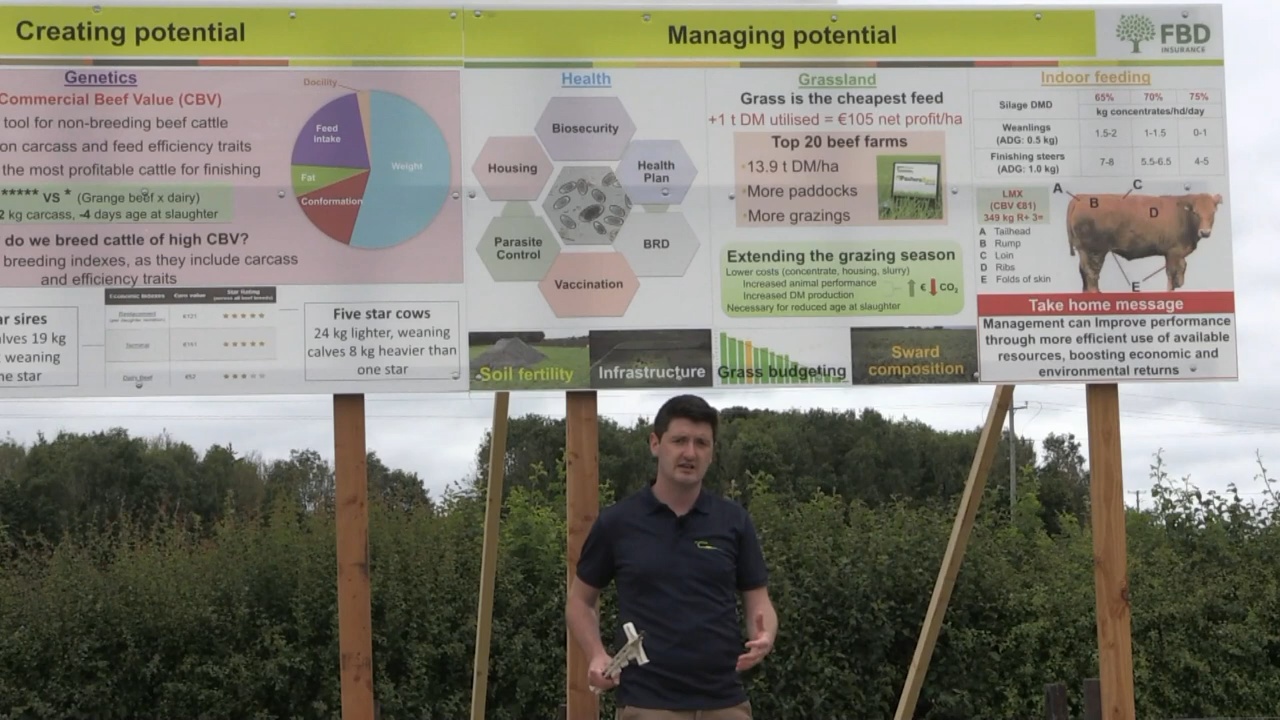 Creating potential
Genetics
Commercial Beef Value (CBV)
tool for non-breeding beef cattle
on carcass and feed efficiency traits
the most profitable cattle for finishing
***** VS * (Grange beef x dairy)
2 kg carcass, -4 days age at slaughter
do we breed cattle of high CBV?
breeding indexes, as they include carcass
and efficiency traits
Docility
Feed
intake
Weight
Fat
Conformation
ar sires
alves 19 kg
weaning
ne star
Economic Indexes
Euro value
Star Rating
Replacement
€121
Terminal
Dairy Beef
Five star cows
24 kg lighter, weaning
calves 8 kg heavier than
one star
Managing potential
FBD
INSURANCE
Health
Biosecurity
Housing
Health
Plan
Parasite
Control
BRD
Vaccination
Grassland
Grass is the cheapest feed
+1 t DM utilised = €105 net profit/ha
Top 20 beef farms
•13.9 t DM/ha
•More paddocks
•More grazings
Extending the grazing season
Lower costs (concentrate, housing, slurry)
Increased animal performance
Increased DM production
Necessary for reduced age at slaughter
↑ € ↓ CO₂
Soil fertility
Infrastructure
Grass budgeting
Sward
composition
Indoor feeding
Silage DMD 65% 70% 75%
kg concentrates/hd/day
Weanlings
(ADG: 0.5 kg) 1.5-2 1-1.5 0-1
Finishing steers
(ADG: 1.0 kg) 7-8 5.5-6.5 4-5
LMX
(CBV €81)
349 kg R+ 3=
A Tailhead
B Rump
C Loin
D Ribs
E Folds of skin
A
B
C
D
E
Take home message
Management can Improve performance
through more efficient use of available
resources, boosting economic and
environmental returns